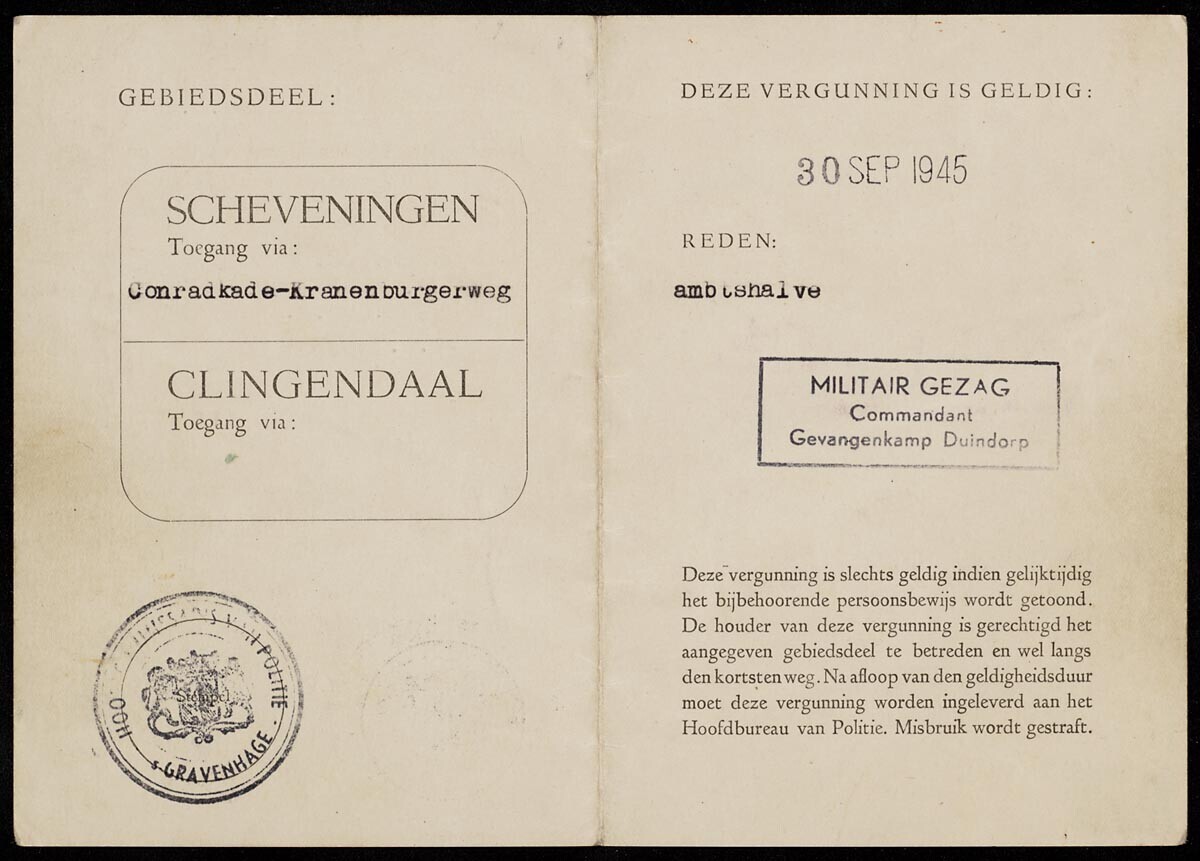 GEBIEDSDEEL:
SCHEVENINGEN
Toegang via:
Conradkade-Kranenburgerweg
CLINGENDAAL
Toegang via:
POLITIE
Stempel
s-GRAVENHAGE
DEZE VERGUNNING IS GELDIG:
30 SEP 1945
REDEN:
ambtshalve
MILITAIR GEZAG
Commandant
Gevangenkamp Duindorp
Deze vergunning is slechts geldig indien gelijktijdig
het bijbehoorende persoonsbewijs wordt getoond.
De houder van deze vergunning is gerechtigd het
aangegeven gebiedsdeel te betreden en wel langs
den kortsten weg. Na afloop van den geldigheidsduur
moet deze vergunning worden ingeleverd aan het
Hoofdbureau van Politie. Misbruik wordt gestraft.